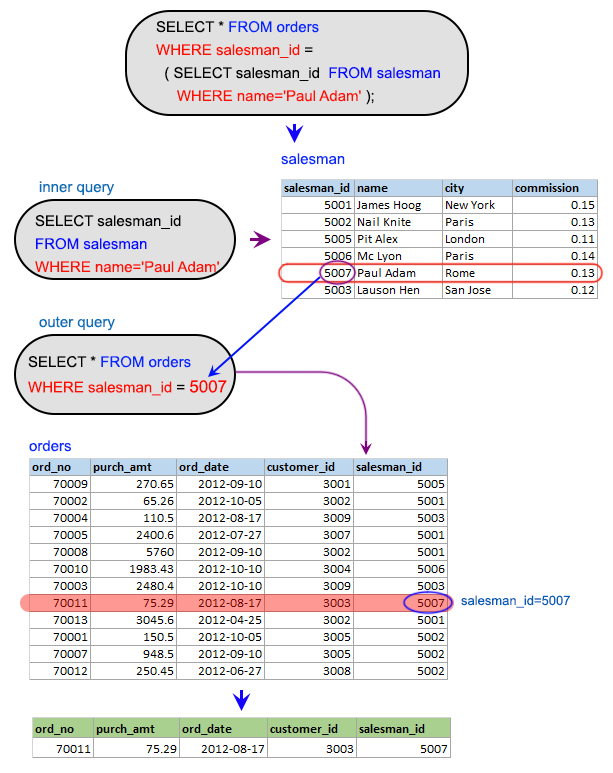 SELECT * FROM orders
WHERE salesman_id =
( SELECT salesman_id FROM salesman
WHERE name='Paul Adam' );
salesman
inner query
SELECT salesman_id
FROM salesman
WHERE name='Paul Adam'
salesman_id name city commission
5001 James Hoog New York 0.15
5002 Nail Knite Paris 0.13
5005 Pit Alex London 0.11
5006 Mc Lyon Paris 0.14
5007 Paul Adam Rome 0.13
5003 Lauson Hen San Jose 0.12
outer query
SELECT * FROM orders
WHERE salesman_id = 5007
orders
ord_no purch_amt ord_date customer_id salesman_id
70009 270.65 2012-09-10 3001 5005
70002 65.26 2012-10-05 3002 5001
70004 110.5 2012-08-17 3009 5003
70005 2400.6 2012-07-27 3007 5001
70008 5760 2012-09-10 3002 5001
70010 1983.43 2012-10-10 3004 5006
70003 2480.4 2012-10-10 3009 5003
70011 75.29 2012-08-17 3003 5007
salesman_id=5007
70013 3045.6 2012-04-25 3002 5001
70001 150.5 2012-10-05 3005 5002
70007 948.5 2012-09-10 3005 5002
70012 250.45 2012-06-27 3008 5002
ord_no purch_amt ord_date customer_id salesman_id
70011 75.29 2012-08-17 3003 5007